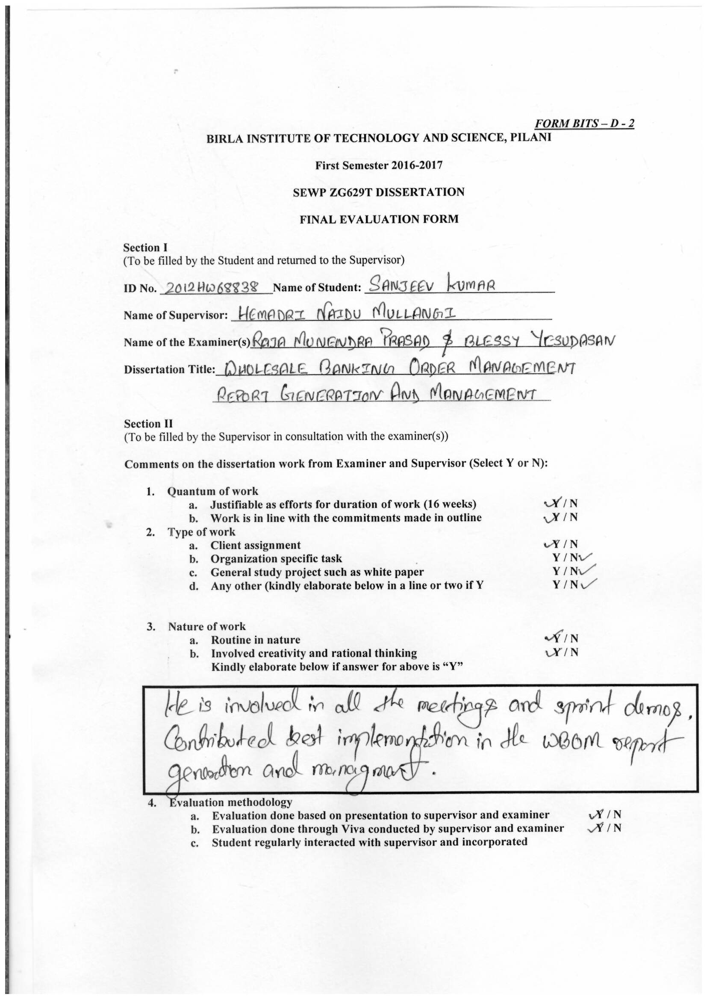 FORM BITS – D - 2
BIRLA INSTITUTE OF TECHNOLOGY AND SCIENCE, PILANI
First Semester 2016-2017
SEWP ZG629T DISSERTATION
FINAL EVALUATION FORM
Section I
(To be filled by the Student and returned to the Supervisor)
ID No. 2012HW68838 Name of Student: SANJEEV KUMAR
Name of Supervisor: HEMADRI NAIDU MULLANGI
Name of the Examiner(s) RAJA MUNENDRA PRASAD & BLESSY YESUDASAN
Dissertation Title: WHOLESALE BANKING ORDER MANAGEMENT
REPORT GENERATION AND MANAGEMENT
Section II
(To be filled by the Supervisor in consultation with the examiner(s))
Comments on the dissertation work from Examiner and Supervisor (Select Y or N):
1. Quantum of work
a. Justifiable as efforts for duration of work (16 weeks) ✓Y / N
b. Work is in line with the commitments made in outline ✓Y / N
2. Type of work
a. Client assignment ✓Y / N
b. Organization specific task Y / N✓
c. General study project such as white paper Y / N✓
d. Any other (kindly elaborate below in a line or two if Y Y / N✓
3. Nature of work
a. Routine in nature ✓Y / N
b. Involved creativity and rational thinking ✓Y / N
Kindly elaborate below if answer for above is “Y”
He is involved in all the meetings and sprint demos.
Contributed best implementation in the WBOM report
generation and managment.
4. Evaluation methodology
a. Evaluation done based on presentation to supervisor and examiner ✓Y / N
b. Evaluation done through Viva conducted by supervisor and examiner ✓Y / N
c. Student regularly interacted with supervisor and incorporated